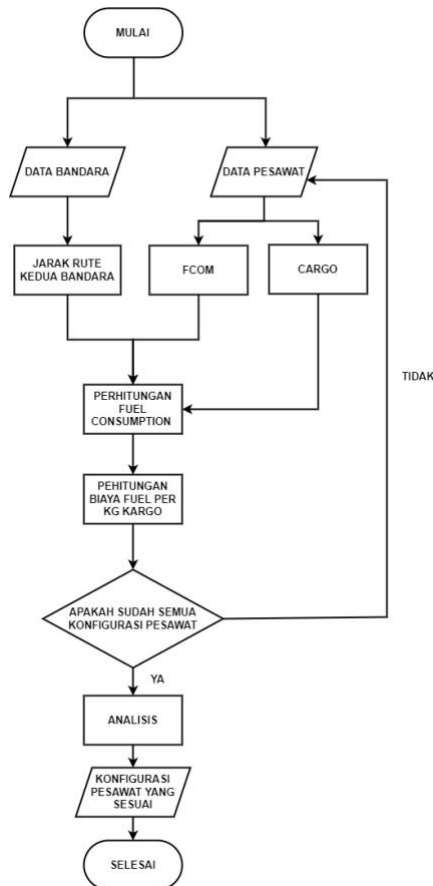 MULAI
DATA BANDARA
DATA PESAWAT
JARAK RUTE
KEDUA BANDARA
FCOM
CARGO
TIDAK
PERHITUNGAN
FUEL
CONSUMPTION
PEHITUNGAN
BIAYA FUEL PER
KG KARGO
APAKAH SUDAH SEMUA
KONFIGURASI PESAWAT
YA
ANALISIS
KONFIGURASI
PESAWAT YANG
SESUAI
SELESAI